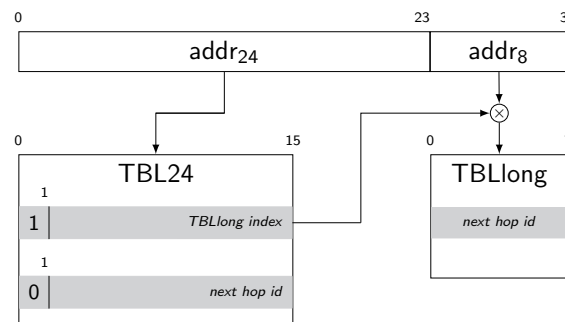 0 23 3
addr24 addr8
0 15 0
TBL24 TBLlong
1
1 TBLlong index next hop id
1
0 next hop id